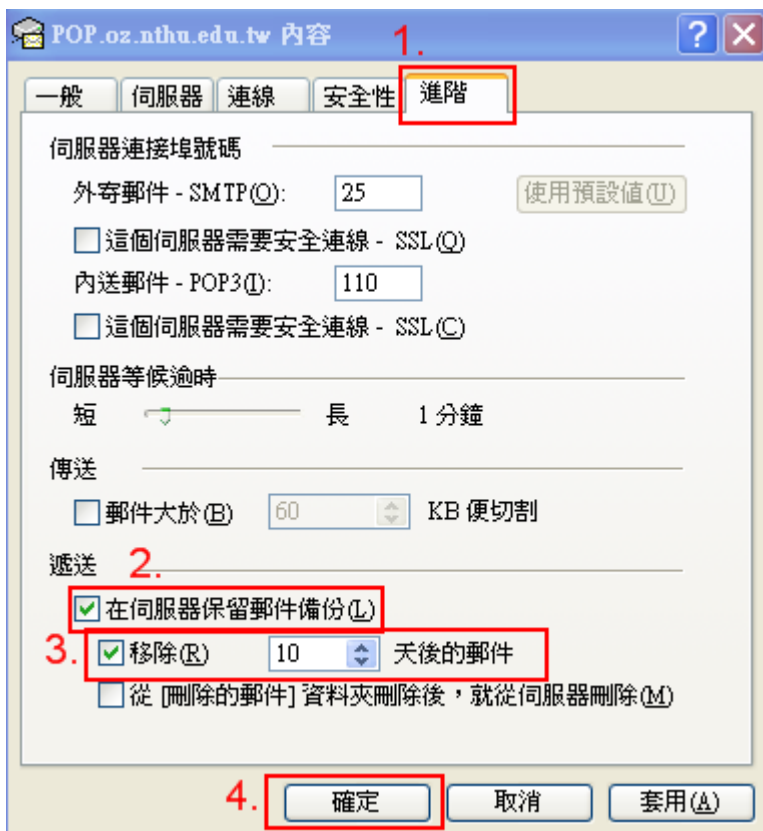 POP.oz.nthu.edu.tw 內容
1.
一般 伺服器 連線 安全性 進階
伺服器連接埠號碼
外寄郵件 - SMTP(O): 25 使用預設值(U)
這個伺服器需要安全連線 - SSL(Q)
內送郵件 - POP3(I): 110
這個伺服器需要安全連線 - SSL(C)
伺服器等候逾時
短 長 1 分鐘
傳送
郵件大於(B) 60 KB 便切割
遞送 2.
在伺服器保留郵件備份(L)
3. 移除(R) 10 天後的郵件
從 [刪除的郵件] 資料夾刪除後，就從伺服器刪除(M)
4. 確定 取消 套用(A)